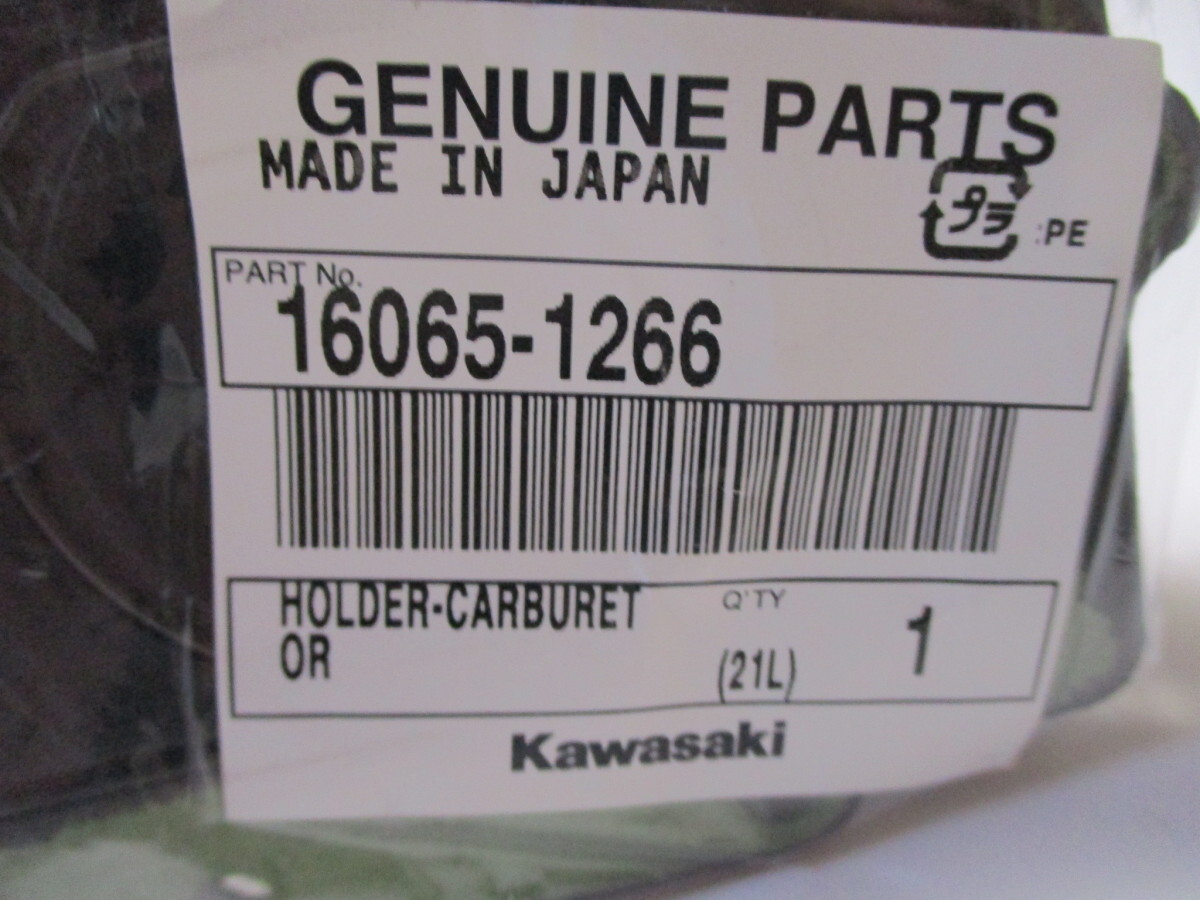 GENUINE PARTS
MADE IN JAPAN
プラ :PE
PART No.
16065-1266
HOLDER-CARBURET Q'TY
OR (21L) 1
Kawasaki